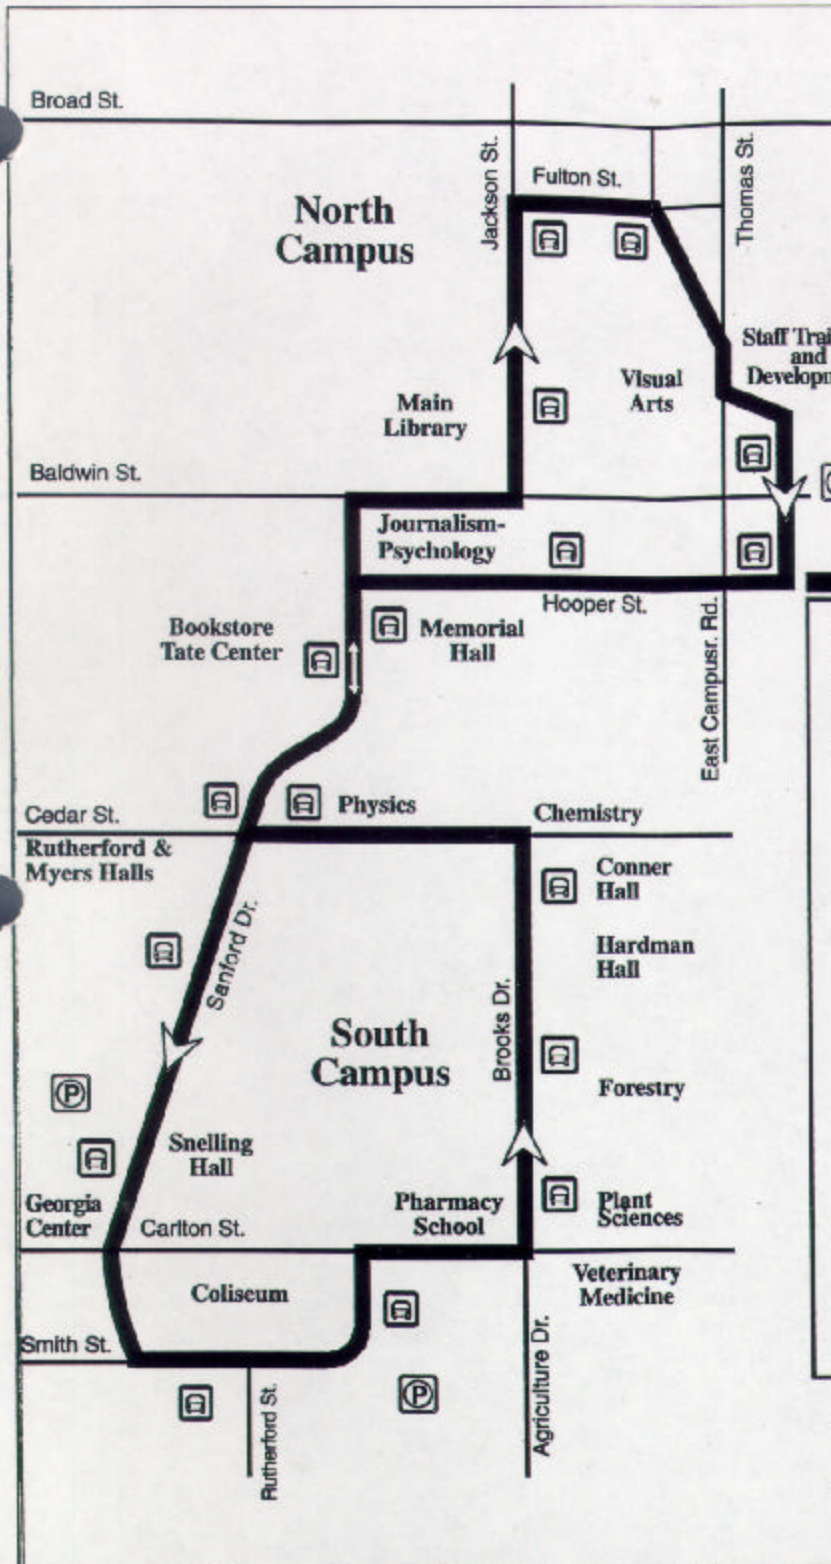 Broad St.
Jackson St.
Fulton St.
Thomas St.
North
Campus
Staff Trai
and
Developm
Visual
Arts
Main
Library
Baldwin St.
Journalism-
Psychology
Hooper St.
Bookstore
Tate Center
Memorial
Hall
East Campusr. Rd.
Physics
Cedar St.
Chemistry
Rutherford &
Myers Halls
Conner
Hall
Sanford Dr.
Hardman
Hall
Brooks Dr.
South
Campus
P
Forestry
Snelling
Hall
Georgia
Center
Carlton St.
Pharmacy
School
Plant
Sciences
Coliseum
Veterinary
Medicine
Smith St.
P
Rutherford St.
Agriculture Dr.